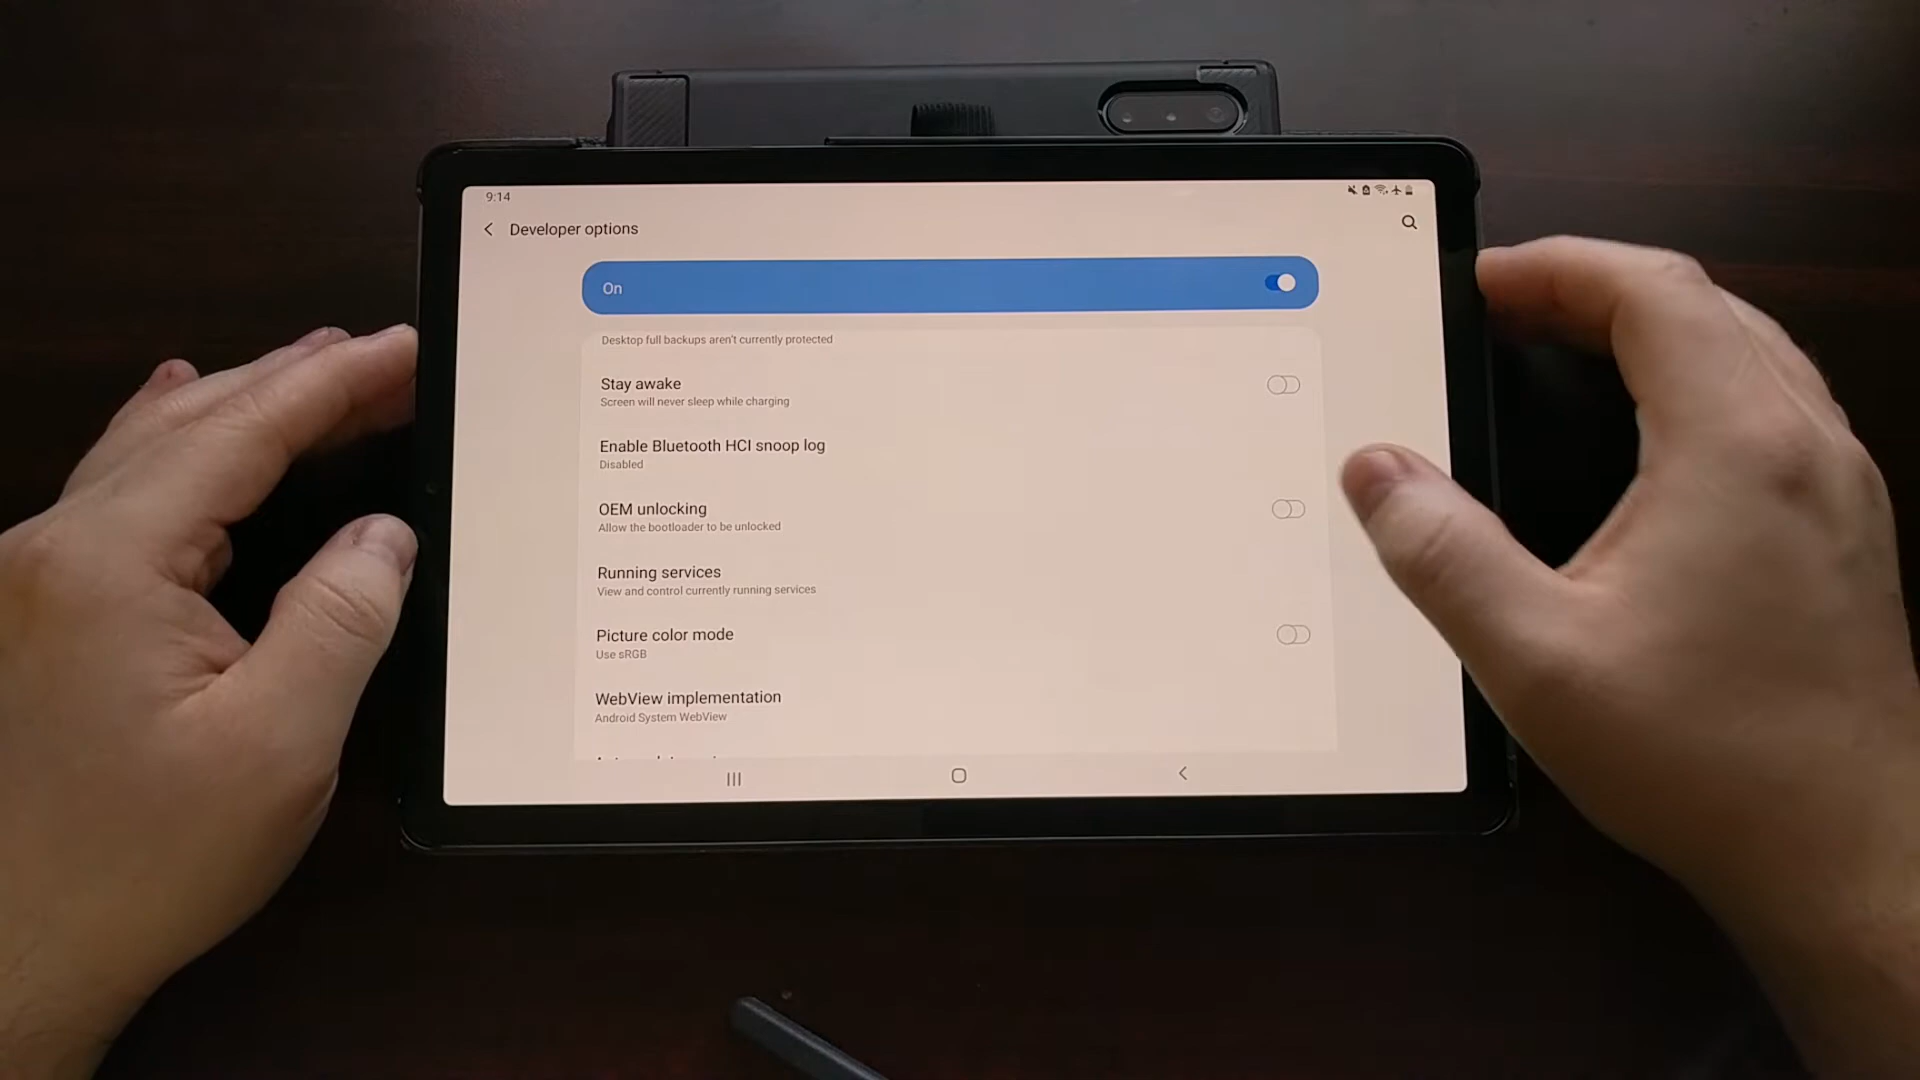 9:14
Developer options
On
Desktop full backups aren't currently protected
Stay awake
Screen will never sleep while charging
Enable Bluetooth HCI snoop log
Disabled
OEM unlocking
Allow the bootloader to be unlocked
Running services
View and control currently running services
Picture color mode
Use sRGB
WebView implementation
Android System WebView